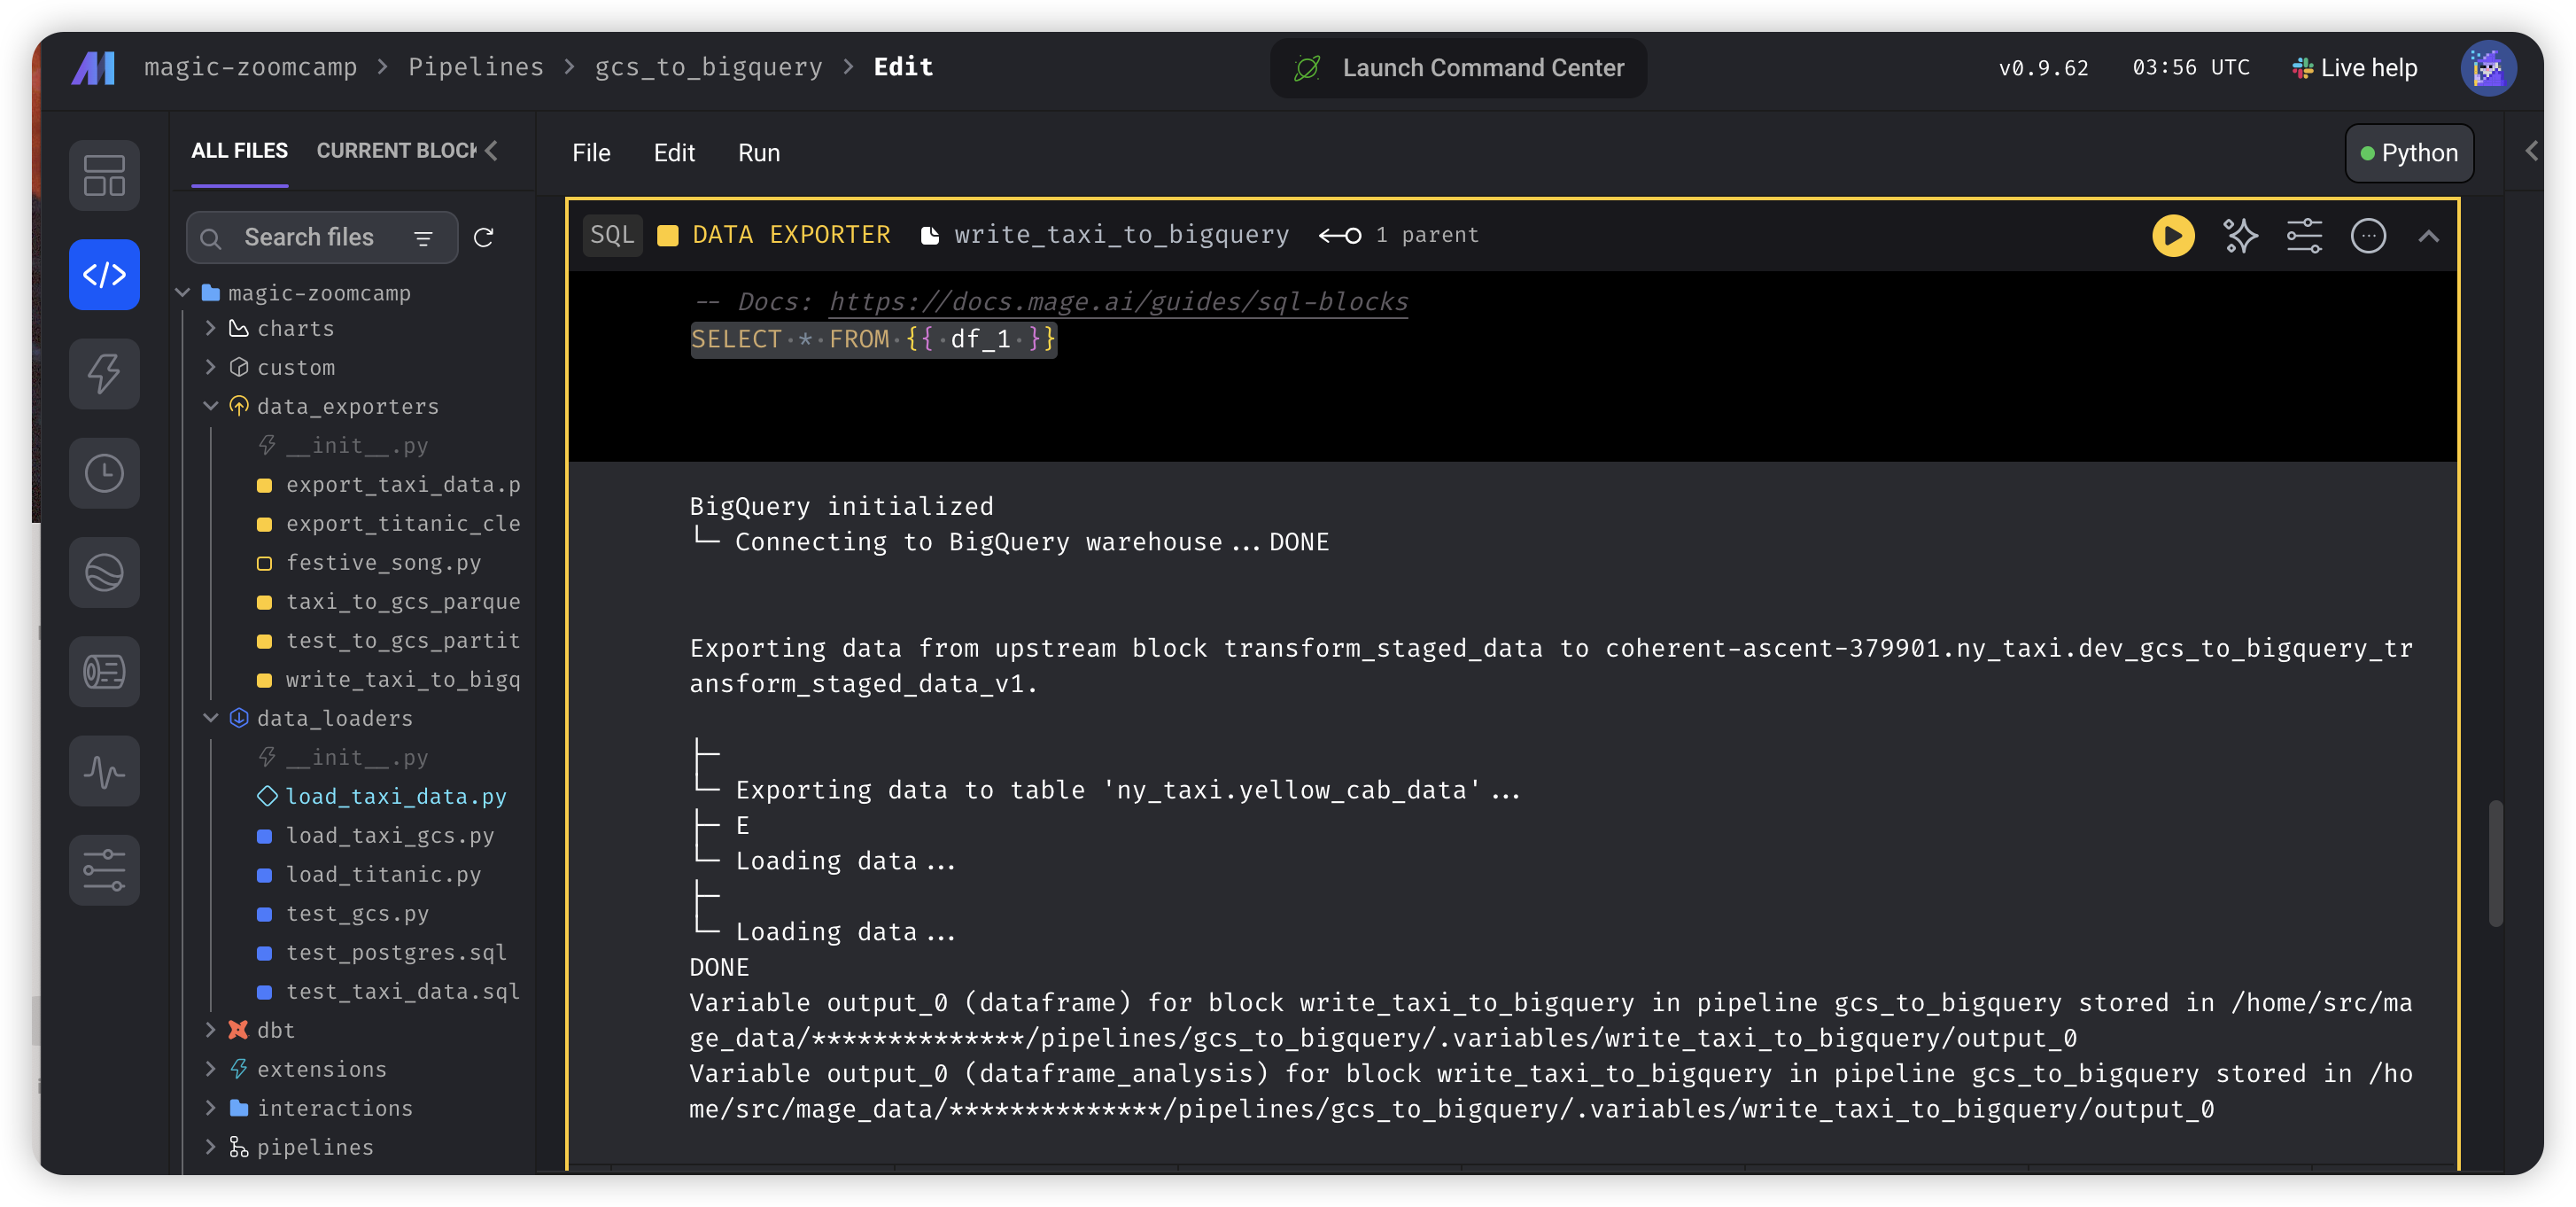 magic-zoomcamp > Pipelines > gcs_to_bigquery > Edit
Launch Command Center
v0.9.62
03:56 UTC
Live help
ALL FILES
CURRENT BLOCK
File
Edit
Run
Python
Search files
magic-zoomcamp
charts
custom
data_exporters
__init__.py
export_taxi_data.p
export_titanic_cle
festive_song.py
taxi_to_gcs_parque
test_to_gcs_partit
write_taxi_to_bigq
data_loaders
__init__.py
load_taxi_data.py
load_taxi_gcs.py
load_titanic.py
test_gcs.py
test_postgres.sql
test_taxi_data.sql
dbt
extensions
interactions
pipelines
SQL DATA EXPORTER write_taxi_to_bigquery 1 parent
-- Docs: https://docs.mage.ai/guides/sql-blocks
SELECT * FROM {{ df_1 }}
BigQuery initialized
└─ Connecting to BigQuery warehouse...DONE
Exporting data from upstream block transform_staged_data to coherent-ascent-379901.ny_taxi.dev_gcs_to_bigquery_tr
ansform_staged_data_v1.
├─
└─ Exporting data to table 'ny_taxi.yellow_cab_data'...
├─ E
└─ Loading data...
├─
└─ Loading data...
DONE
Variable output_0 (dataframe) for block write_taxi_to_bigquery in pipeline gcs_to_bigquery stored in /home/src/ma
ge_data/**************/pipelines/gcs_to_bigquery/.variables/write_taxi_to_bigquery/output_0
Variable output_0 (dataframe_analysis) for block write_taxi_to_bigquery in pipeline gcs_to_bigquery stored in /ho
me/src/mage_data/**************/pipelines/gcs_to_bigquery/.variables/write_taxi_to_bigquery/output_0